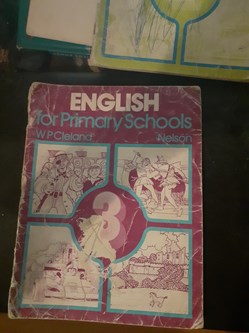 ENGLISH
for Primary Schools
W P Cleland Nelson
3